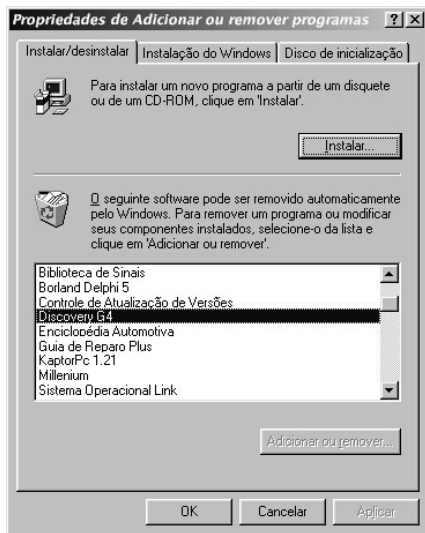 Propriedades de Adicionar ou remover programas
Instalar/desinstalar
Instalação do Windows
Disco de inicialização
Para instalar um novo programa a partir de um disquete
ou de um CD-ROM, clique em 'Instalar'.
Instalar...
O seguinte software pode ser removido automaticamente
pelo Windows. Para remover um programa ou modificar
seus componentes instalados, selecione-o da lista e
clique em 'Adicionar ou remover'.
Biblioteca de Sinais
Borland Delphi 5
Controle de Atualização de Versões
Discovery G4
Enciclopédia Automotiva
Guia de Reparo Plus
KaptorPc 1.21
Millenium
Sistema Operacional Link
Adicionar ou remover...
OK
Cancelar
Aplicar